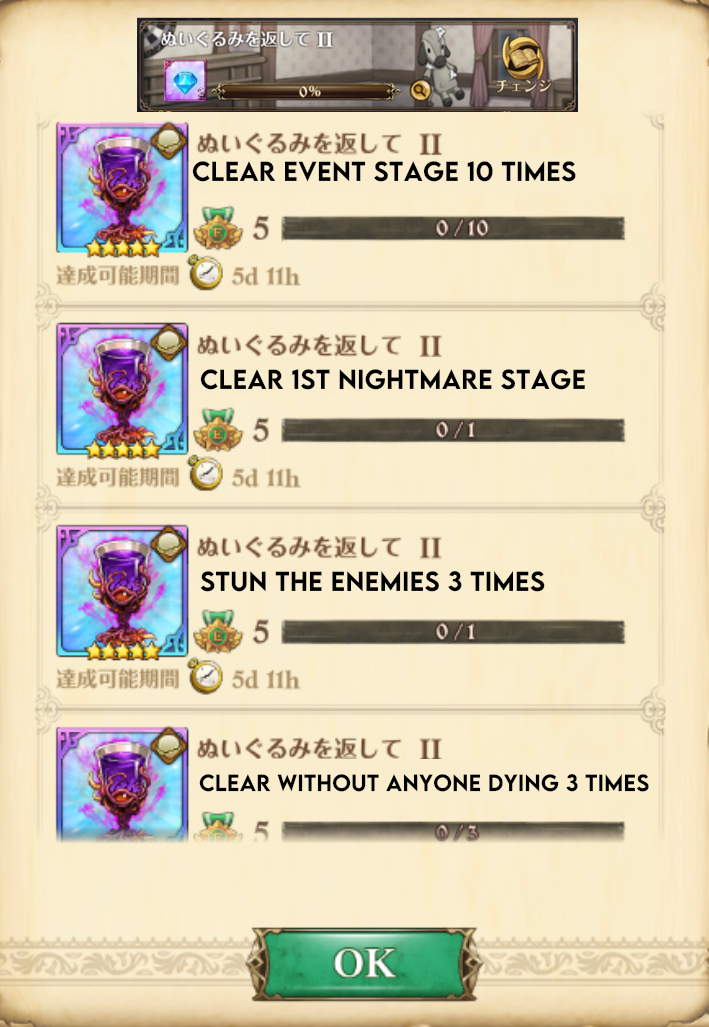 ぬいぐるみを返して II
0%
チェンジ
ぬいぐるみを返して II
CLEAR EVENT STAGE 10 TIMES
E 5 0/10
達成可能期間 5d 11h
ぬいぐるみを返して II
CLEAR 1ST NIGHTMARE STAGE
E 5 0/1
達成可能期間 5d 11h
ぬいぐるみを返して II
STUN THE ENEMIES 3 TIMES
E 5 0/1
達成可能期間 5d 11h
ぬいぐるみを返して II
CLEAR WITHOUT ANYONE DYING 3 TIMES
E 5 0/3
OK